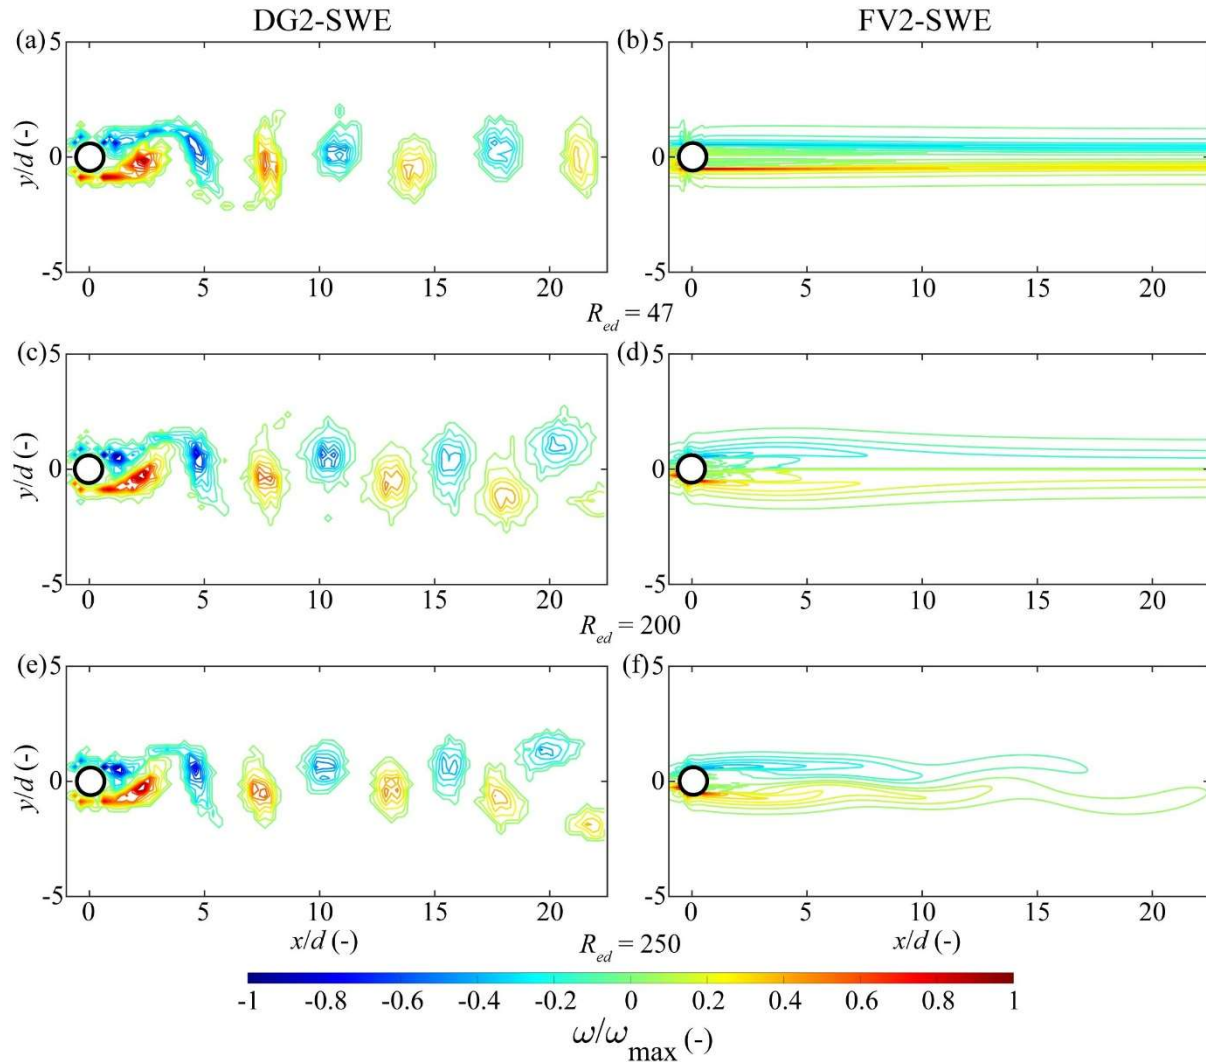 DG2-SWE FV2-SWE
(a) 5 (b) 5
y/d (-) 0 y/d (-) 0
-5 -5
0 5 10 15 20 0 5 10 15 20
R_ed = 47
(c) 5 (d) 5
y/d (-) 0 y/d (-) 0
-5 -5
0 5 10 15 20 0 5 10 15 20
R_ed = 200
(e) 5 (f) 5
y/d (-) 0 y/d (-) 0
-5 -5
0 5 10 15 20 0 5 10 15 20
x/d (-) x/d (-)
R_ed = 250
-1 -0.8 -0.6 -0.4 -0.2 0 0.2 0.4 0.6 0.8 1
ω/ω_max (-)